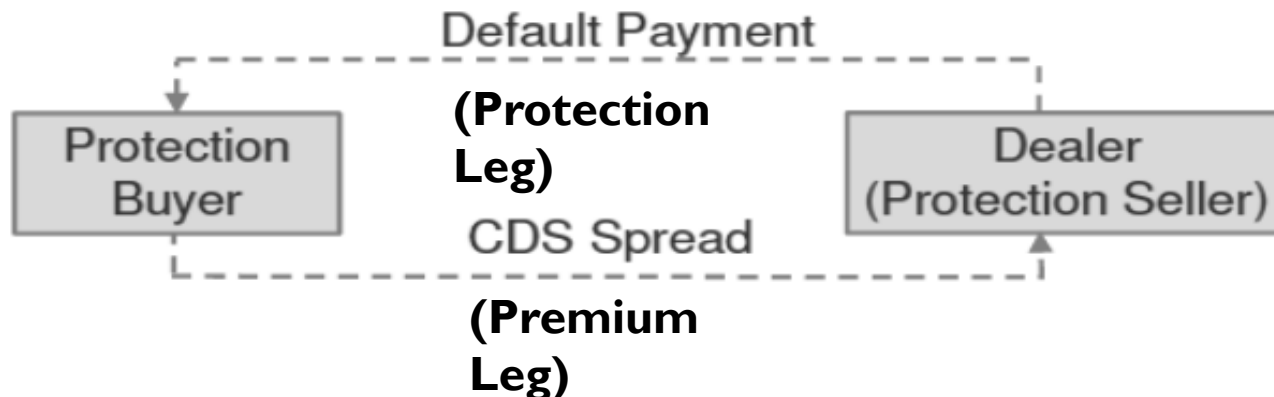 Default Payment
(Protection
Leg)
Protection
Buyer
Dealer
(Protection Seller)
CDS Spread
(Premium
Leg)